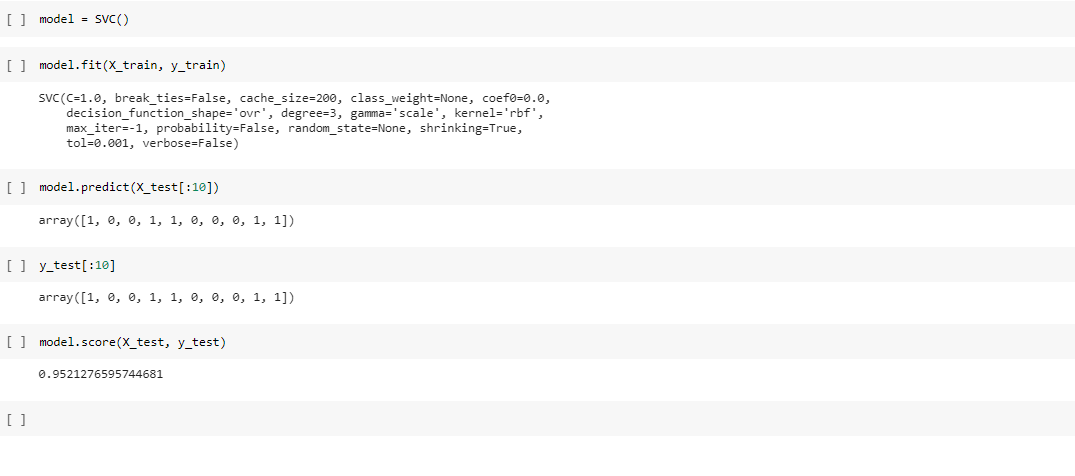 [ ] model = SVC()
[ ] model.fit(X_train, y_train)
SVC(C=1.0, break_ties=False, cache_size=200, class_weight=None, coef0=0.0,
    decision_function_shape='ovr', degree=3, gamma='scale', kernel='rbf',
    max_iter=-1, probability=False, random_state=None, shrinking=True,
    tol=0.001, verbose=False)
[ ] model.predict(X_test[:10])
array([1, 0, 0, 1, 1, 0, 0, 0, 1, 1])
[ ] y_test[:10]
array([1, 0, 0, 1, 1, 0, 0, 0, 1, 1])
[ ] model.score(X_test, y_test)
0.9521276595744681
[ ]